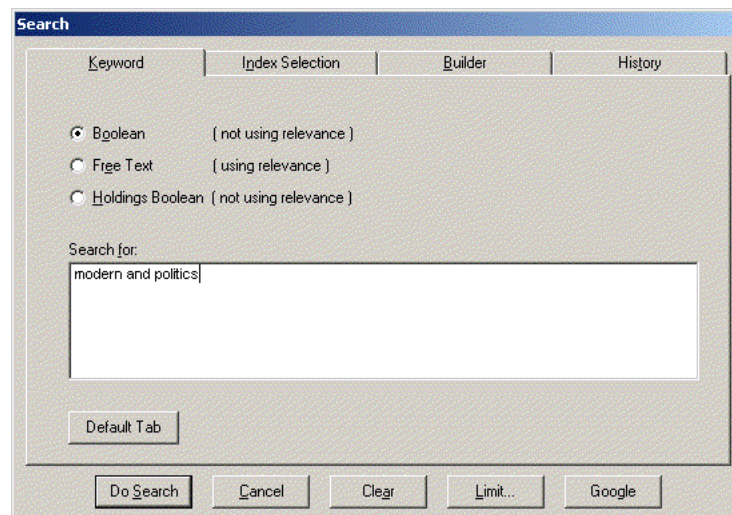 Search
Keyword Index Selection Builder History
Boolean ( not using relevance )
Free Text ( using relevance )
Holdings Boolean ( not using relevance )
Search for:
modern and politics
Default Tab
Do Search Cancel Clear Limit... Google